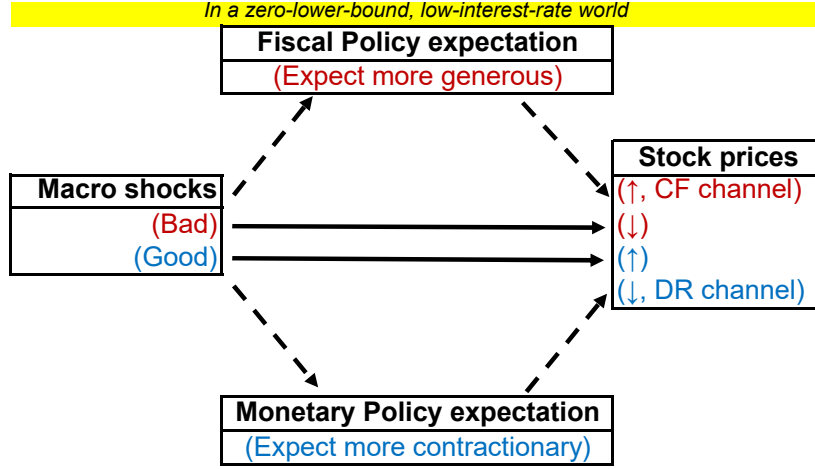 In a zero-lower-bound, low-interest-rate world
Fiscal Policy expectation
(Expect more generous)
Stock prices
(↑, CF channel)
(↓)
(↑)
(↓, DR channel)
Macro shocks
(Bad)
(Good)
Monetary Policy expectation
(Expect more contractionary)